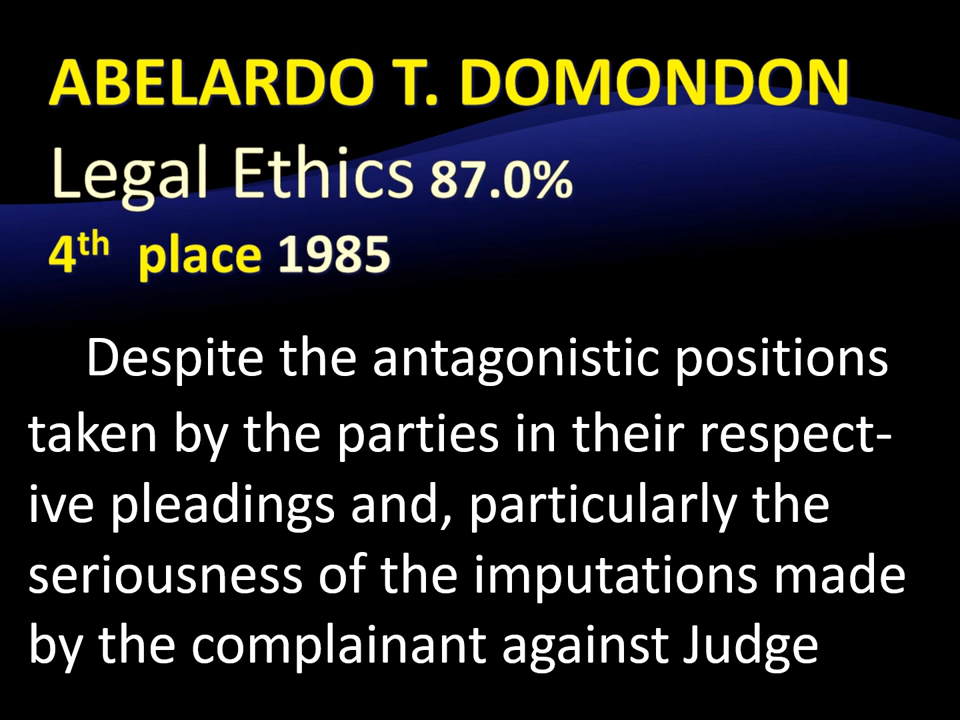 ABELARDO T. DOMONDON
Legal Ethics 87.0%
4th place 1985
Despite the antagonistic positions
taken by the parties in their respect-
ive pleadings and, particularly the
seriousness of the imputations made
by the complainant against Judge